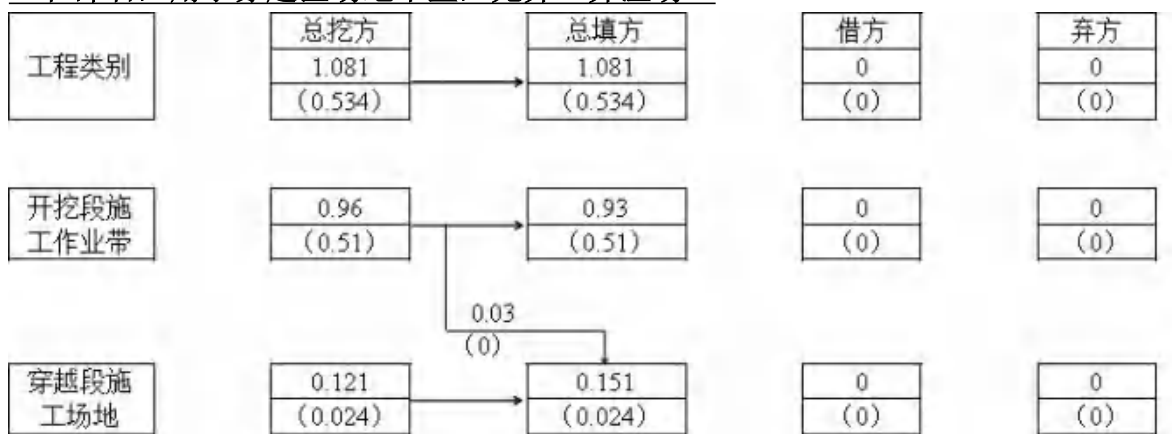 总挖方 总填方 借方 弃方
工程类别 1.081 1.081 0 0
(0.534) (0.534) (0) (0)
开挖段施 0.96 0.93 0 0
工作业带 (0.51) (0.51) (0) (0)
0.03
(0)
穿越段施 0.121 0.151 0 0
工场地 (0.024) (0.024) (0) (0)